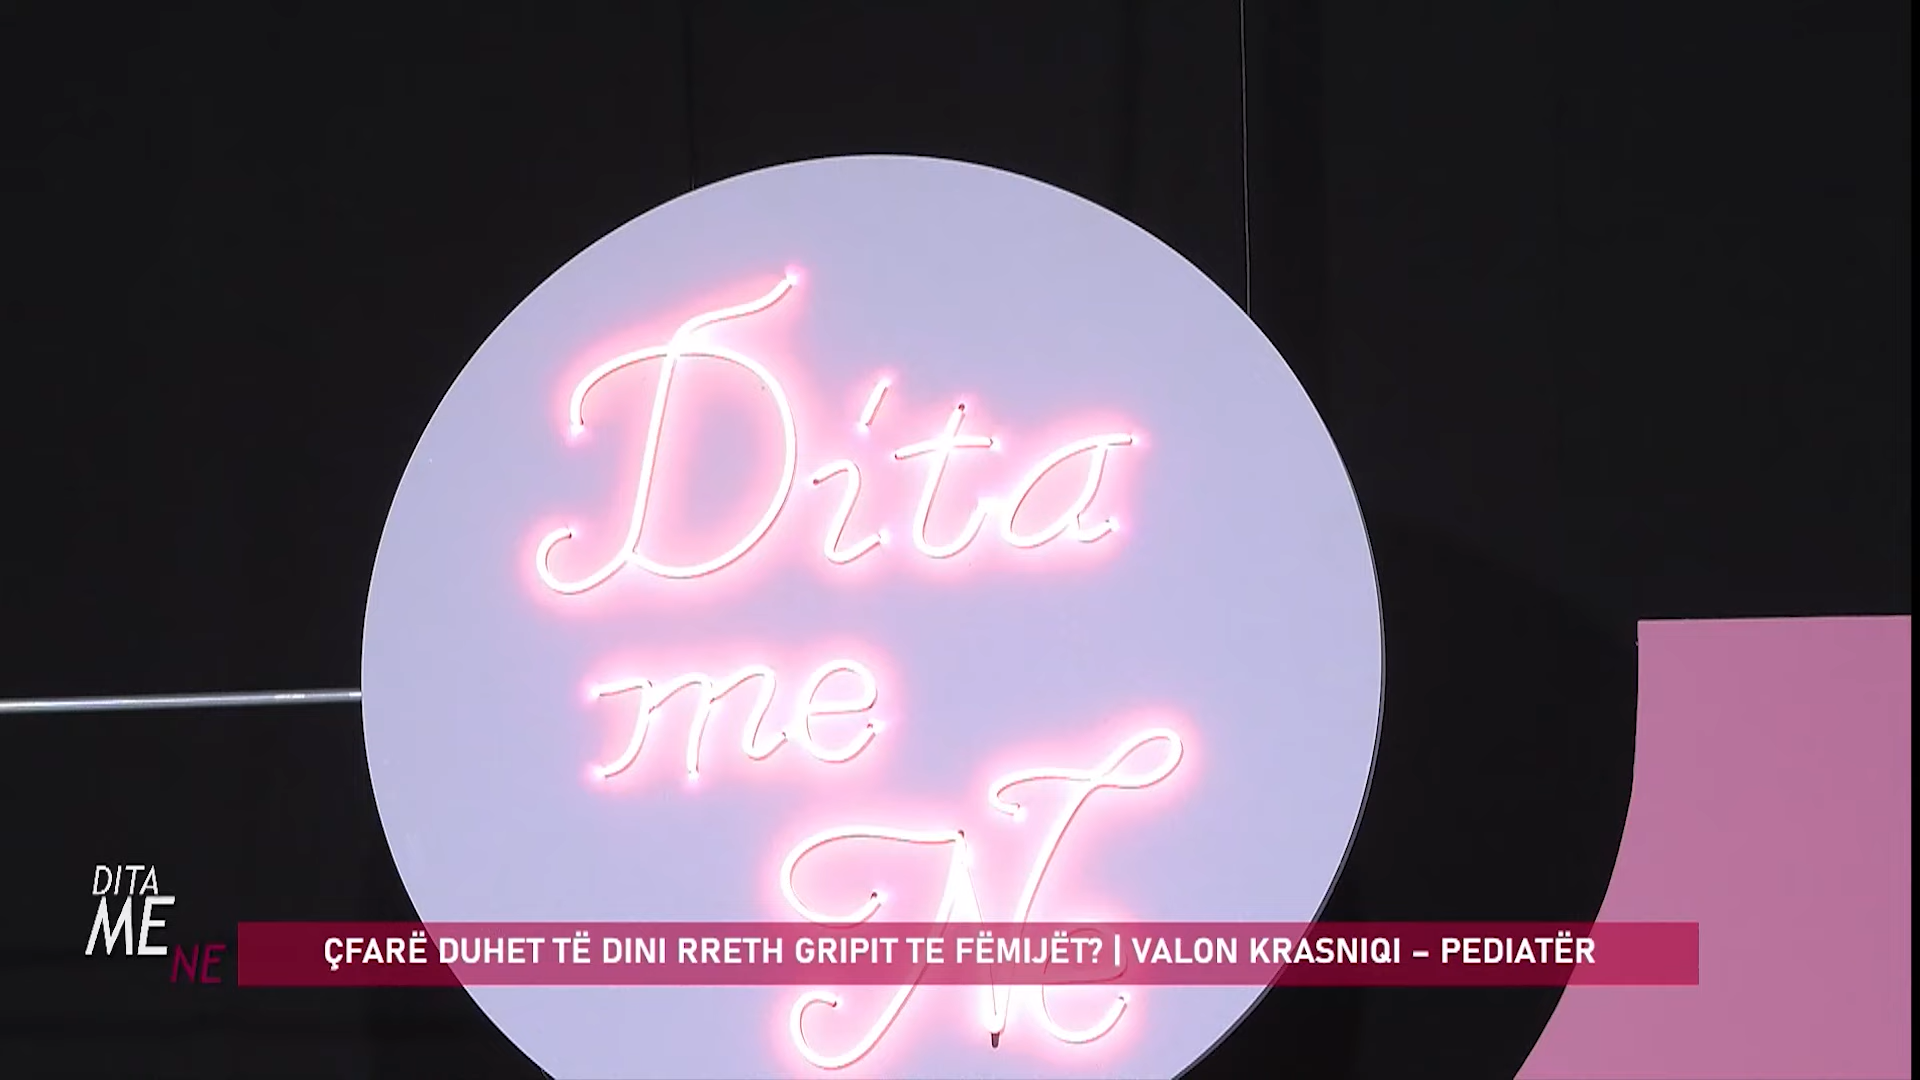 Dita
me
Ne
DITA
ME
NE
ÇFARË DUHET TË DINI RRETH GRIPIT TE FËMIJËT? | VALON KRASNIQI – PEDIATËR